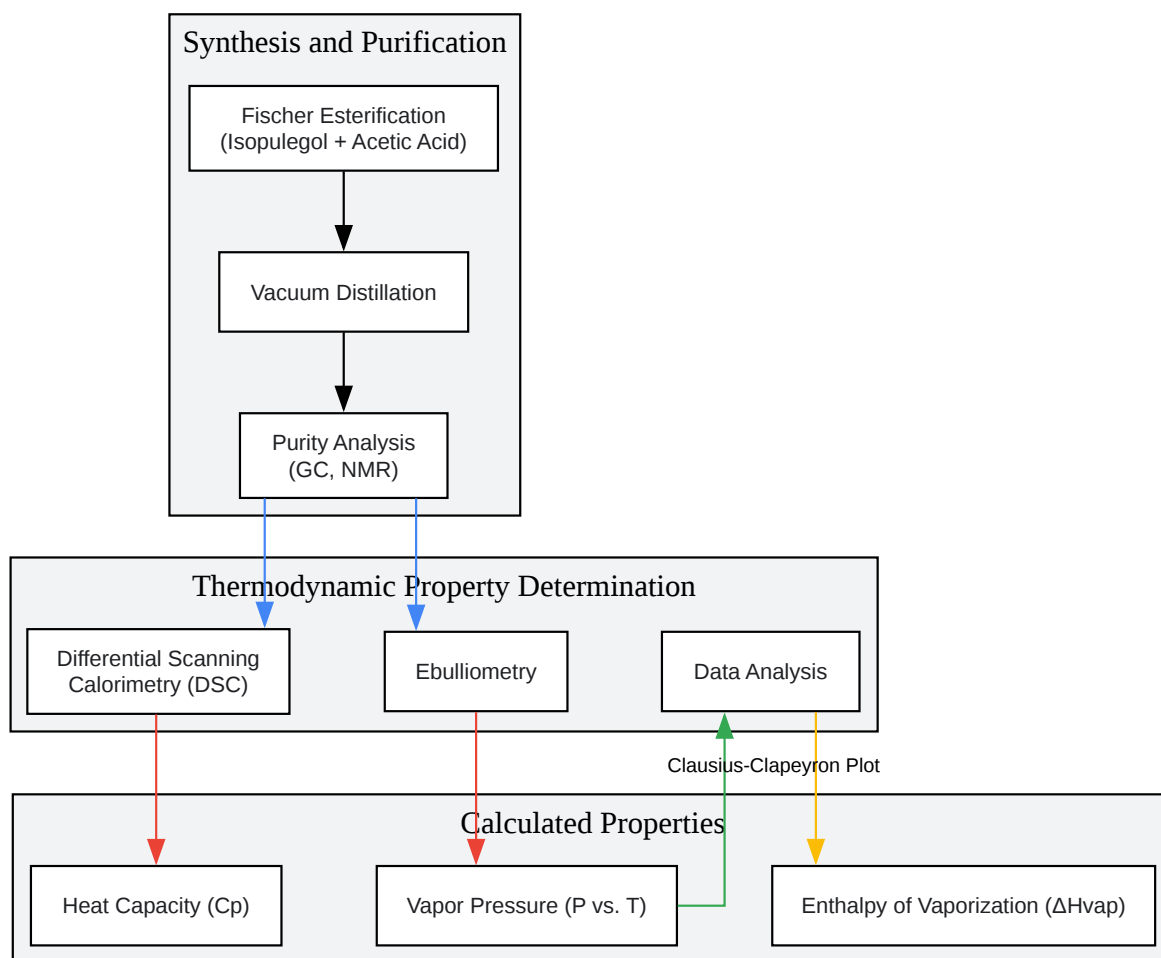 Synthesis and Purification
Fischer Esterification
(Isopulegol + Acetic Acid)
Vacuum Distillation
Purity Analysis
(GC, NMR)
Thermodynamic Property Determination
Differential Scanning
Calorimetry (DSC)
Ebulliometry
Data Analysis
Clausius-Clapeyron Plot
Calculated Properties
Heat Capacity (Cp)
Vapor Pressure (P vs. T)
Enthalpy of Vaporization (ΔHvap)